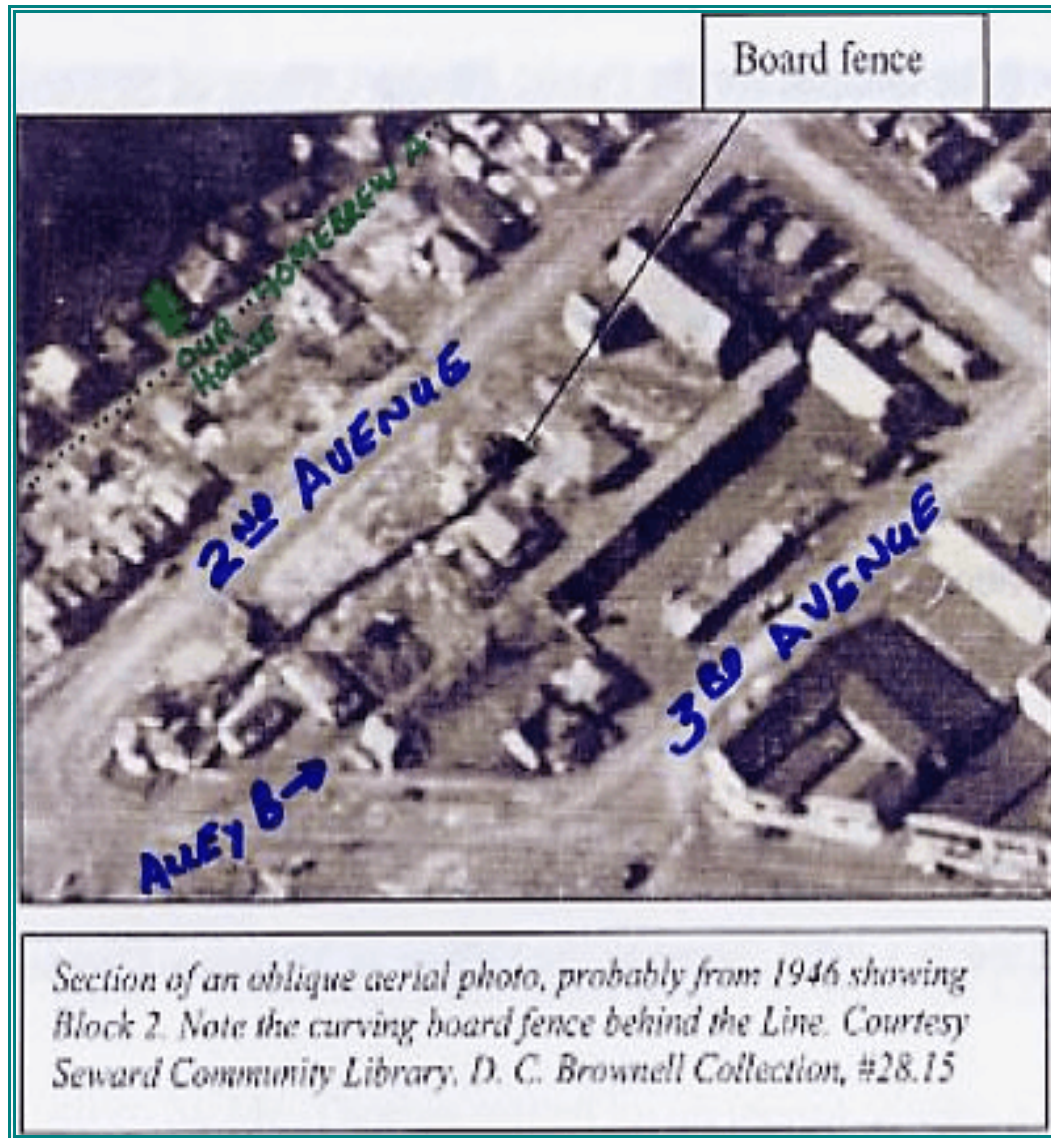 Board fence
HOMEBREW A
OUR
HOUSE
2ND AVENUE
3RD AVENUE
ALLEY B→
Section of an oblique aerial photo, probably from 1946 showing
Block 2. Note the curving board fence behind the Line. Courtesy
Seward Community Library. D. C. Brownell Collection, #28.15